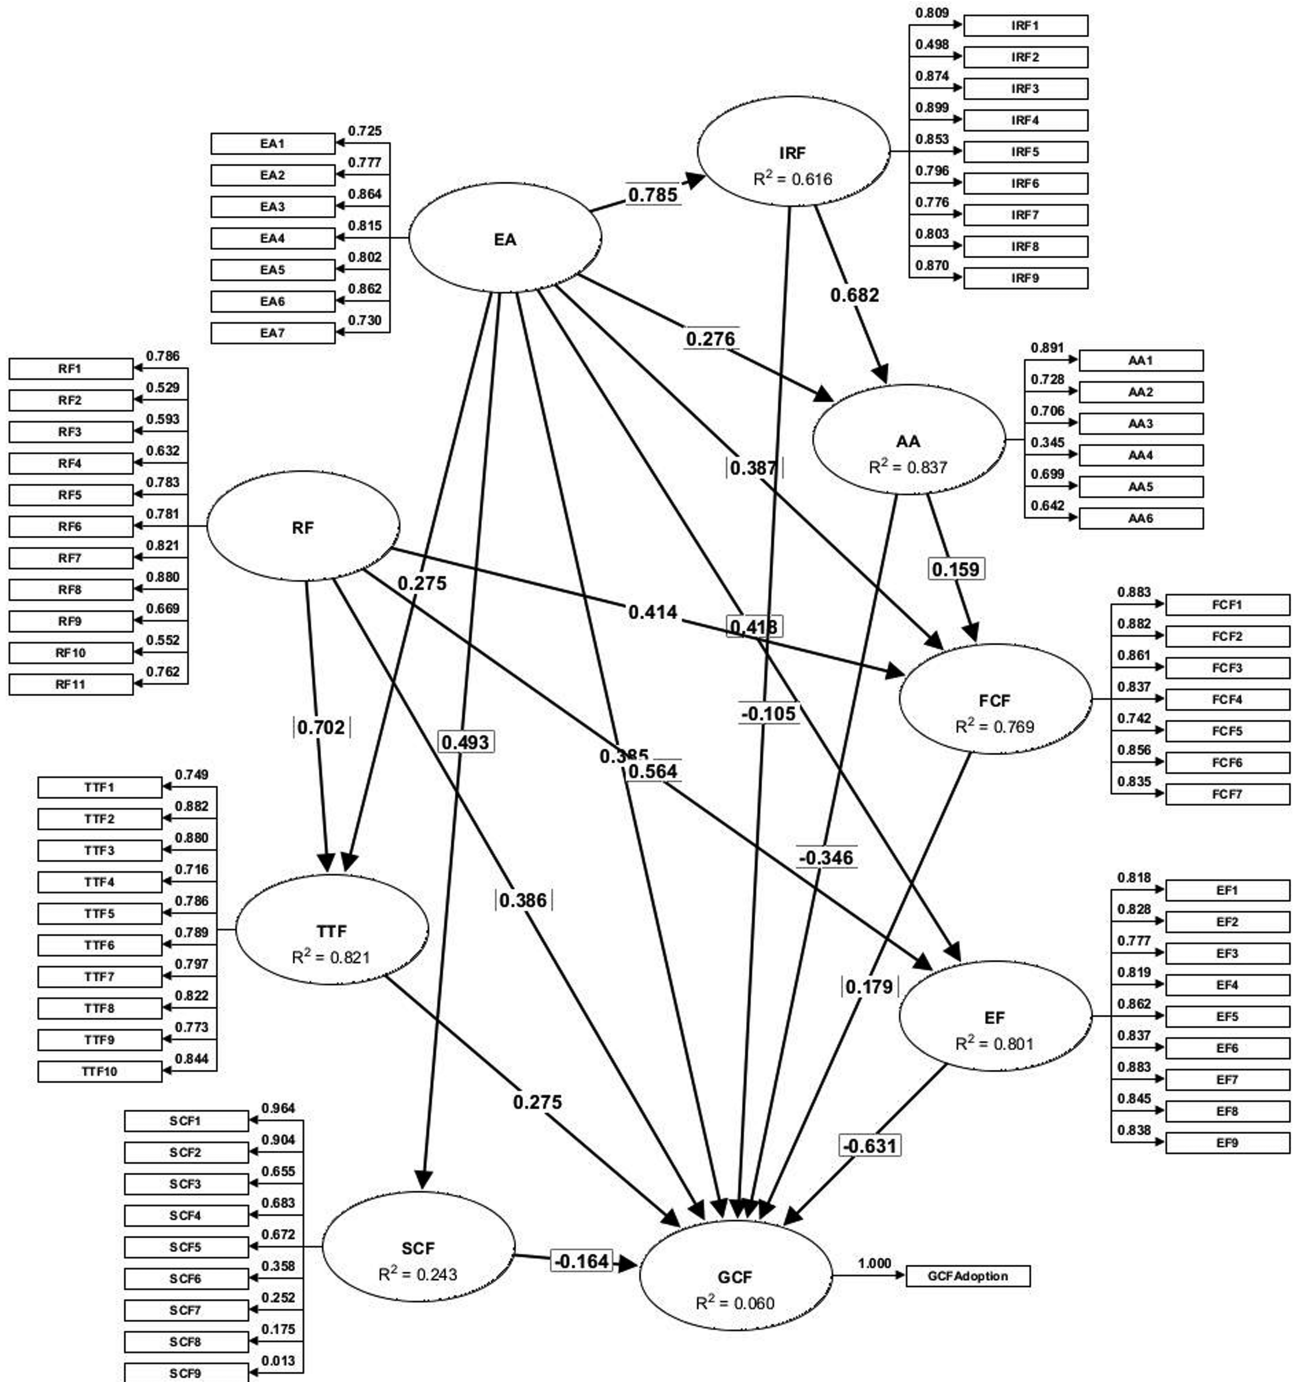 0.809
IRF1
0.498
IRF2
0.874
IRF3
0.899
IRF4
0.853
IRF5
0.796
IRF6
0.776
IRF7
0.803
IRF8
0.870
IRF9
IRF
R² = 0.616
0.725
EA1
0.777
EA2
0.864
EA3
0.815
EA4
0.802
EA5
0.862
EA6
0.730
EA7
EA
0.785
0.682
0.276
0.786
RF1
0.529
RF2
0.593
RF3
0.632
RF4
0.783
RF5
0.781
RF6
0.821
RF7
0.880
RF8
0.669
RF9
0.552
RF10
0.762
RF11
RF
0.891
AA1
0.728
AA2
0.706
AA3
0.345
AA4
0.699
AA5
0.642
AA6
AA
R² = 0.837
0.387
0.159
0.275
0.414
0.418
0.883
FCF1
0.882
FCF2
0.861
FCF3
0.837
FCF4
0.742
FCF5
0.856
FCF6
0.835
FCF7
FCF
R² = 0.769
-0.105
0.702
0.493
0.385
0.564
0.749
TTF1
0.882
TTF2
0.880
TTF3
0.716
TTF4
0.786
TTF5
0.789
TTF6
0.797
TTF7
0.822
TTF8
0.773
TTF9
0.844
TTF10
TTF
R² = 0.821
-0.346
0.386
0.179
0.818
EF1
0.828
EF2
0.777
EF3
0.819
EF4
0.862
EF5
0.837
EF6
0.883
EF7
0.845
EF8
0.838
EF9
EF
R² = 0.801
0.275
-0.631
0.964
SCF1
0.904
SCF2
0.655
SCF3
0.683
SCF4
0.672
SCF5
0.358
SCF6
0.252
SCF7
0.175
SCF8
0.013
SCF9
SCF
R² = 0.243
-0.164
GCF
R² = 0.060
1.000
GCFAdoption